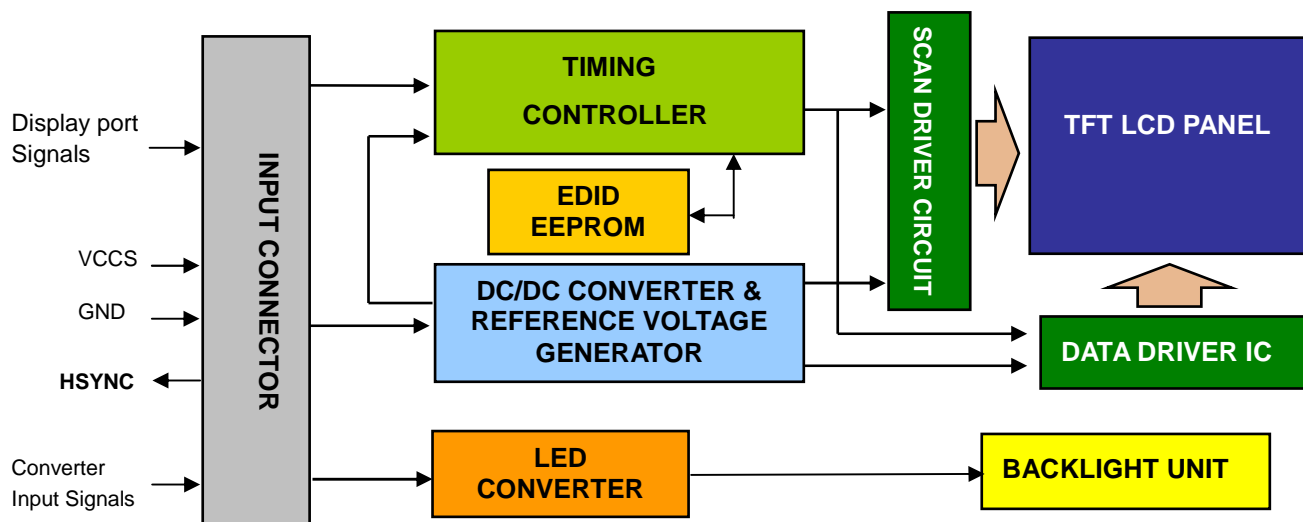 Display port
Signals
VCCS
GND
HSYNC
Converter
Input Signals
INPUT CONNECTOR
TIMING
CONTROLLER
EDID
EEPROM
DC/DC CONVERTER &
REFERENCE VOLTAGE
GENERATOR
LED
CONVERTER
SCAN DRIVER CIRCUIT
TFT LCD PANEL
DATA DRIVER IC
BACKLIGHT UNIT